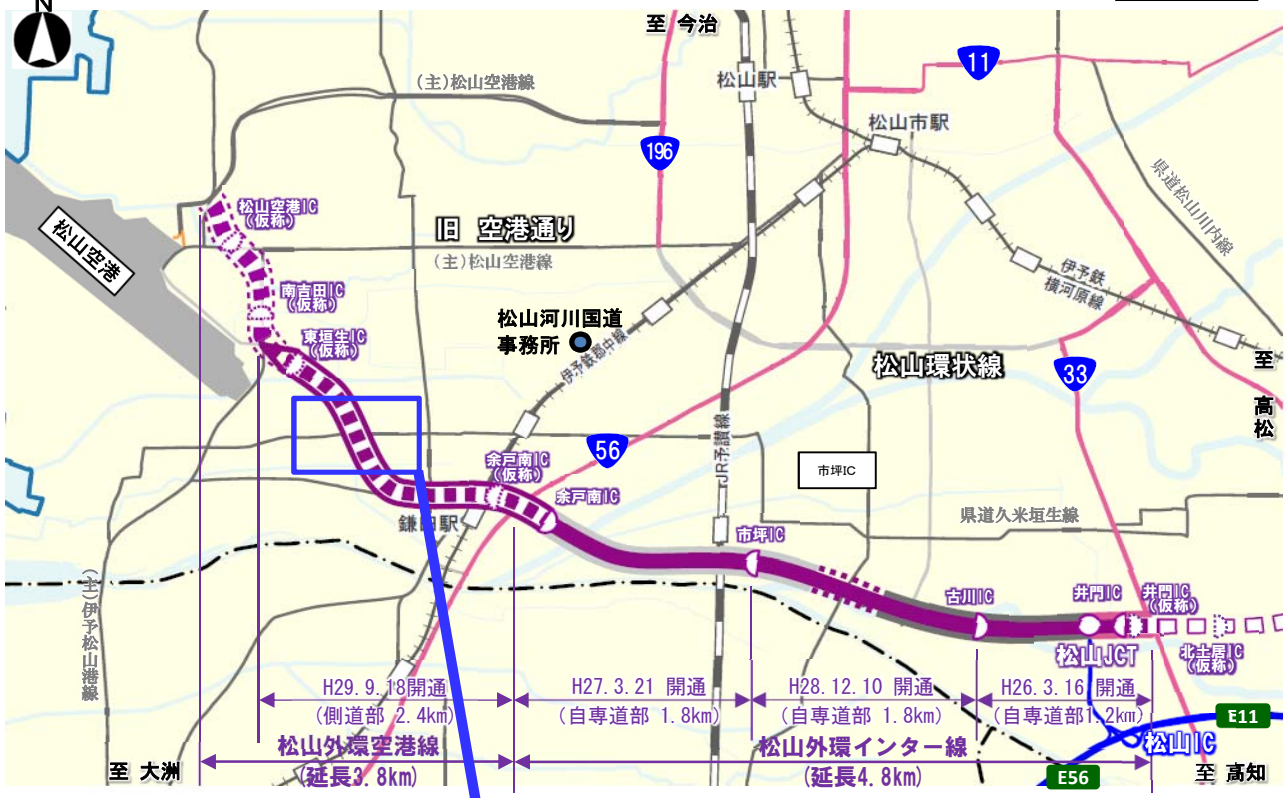 N
至 今治
(主)松山空港線
松山駅
11
196
松山市駅
県道松山川内線
松山空港IC
(仮称)
旧 空港通り
(主)松山空港線
松山空港
南吉田IC
(仮称)
伊予鉄
横河原線
松山河川国道
事務所
東垣生IC
(仮称)
伊予鉄郡中線
松山環状線
33
至
高
松
56
JR予讃線
市坪IC
余戸南IC
(仮称)
余戸南IC
鎌田駅
県道久米垣生線
市坪IC
(主)伊予松山港線
古川IC
井門IC
井門IC
(仮称)
松山JCT
北土居IC
(仮称)
H29.9.18開通
(側道部 2.4km)
H27.3.21 開通
(自専道部 1.8km)
H28.12.10 開通
(自専道部 1.8km)
H26.3.16 開通
(自専道部1.2km)
E11
松山外環空港線
(延長3.8km)
松山外環インター線
(延長4.8km)
松山IC
至 大洲
E56
至 高知